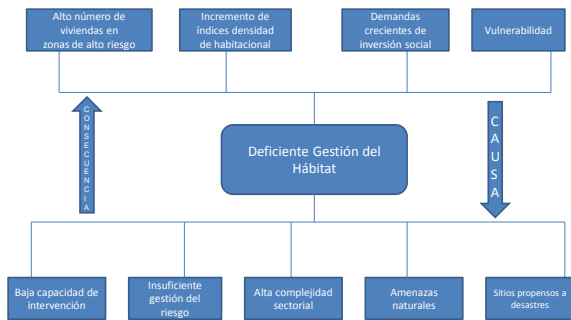 Alto número de
viviendas en
zonas de alto riesgo
Incremento de
índices densidad
de habitacional
Demandas
crecientes de
inversión social
Vulnerabilidad
CONSECUENCIA
Deficiente Gestión del
Hábitat
CAUSA
Baja capacidad de
intervención
Insuficiente
gestión del
riesgo
Alta complejidad
sectorial
Amenazas
naturales
Sitios propensos a
desastres